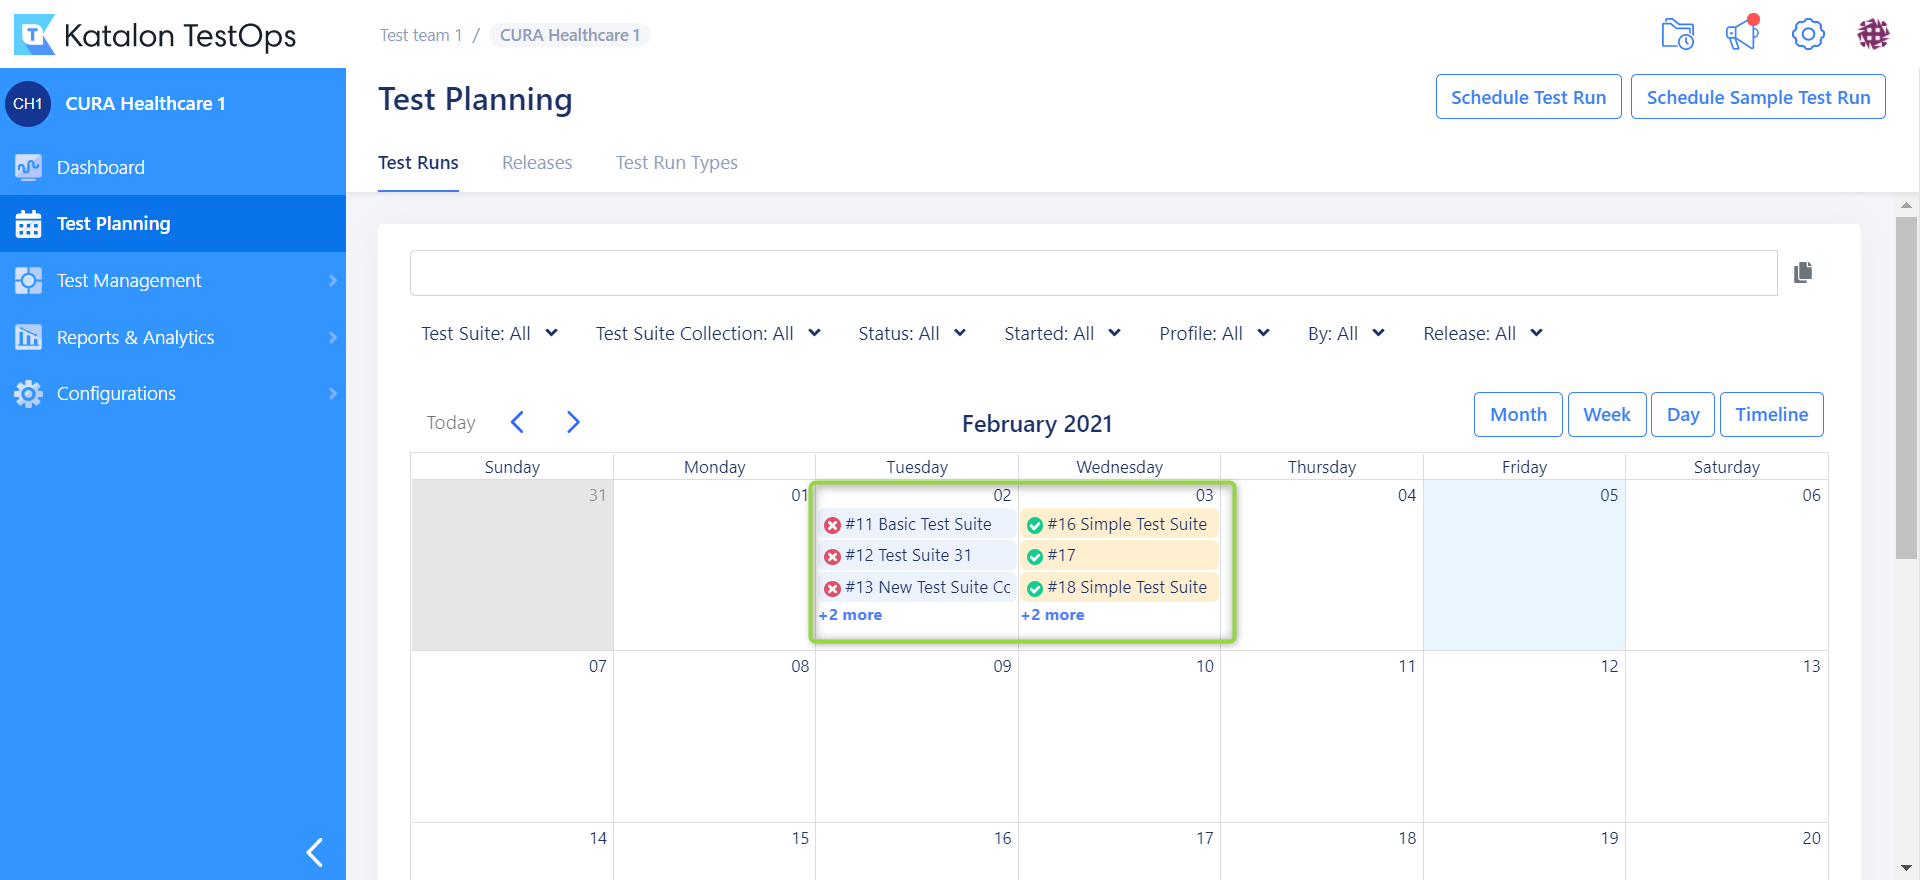 Katalon TestOps
Test team 1 / CURA Healthcare 1
CH1 CURA Healthcare 1
Dashboard
Test Planning
Test Management
Reports & Analytics
Configurations
Test Planning
Schedule Test Run
Schedule Sample Test Run
Test Runs
Releases
Test Run Types
Test Suite: All
Test Suite Collection: All
Status: All
Started: All
Profile: All
By: All
Release: All
Today
February 2021
Month
Week
Day
Timeline
Sunday
Monday
Tuesday
Wednesday
Thursday
Friday
Saturday
31
01
02
03
04
05
06
#11 Basic Test Suite
#12 Test Suite 31
#13 New Test Suite Cc
+2 more
#16 Simple Test Suite
#17
#18 Simple Test Suite
+2 more
07
08
09
10
11
12
13
14
15
16
17
18
19
20